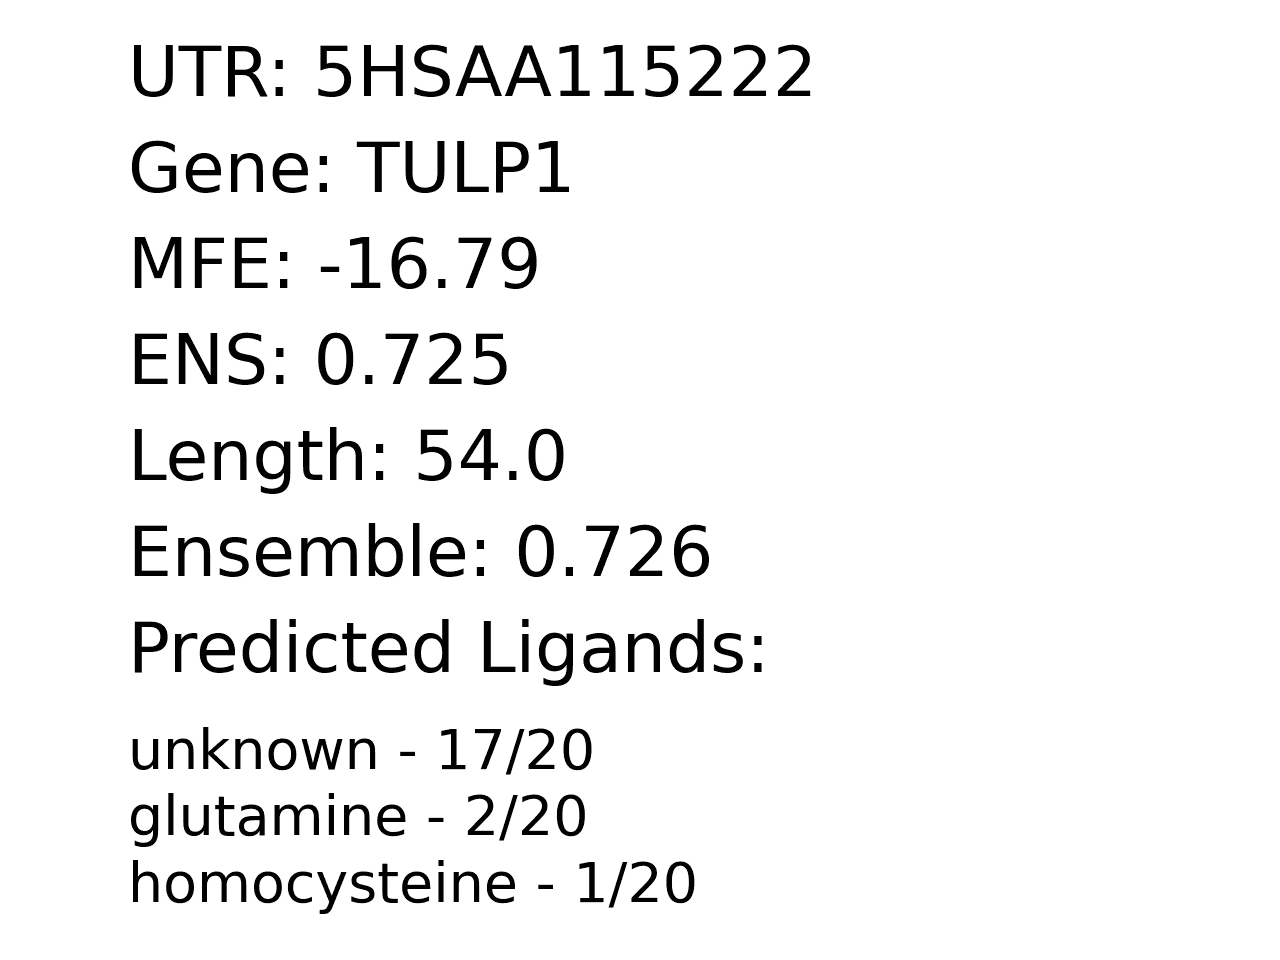 UTR: 5HSAA115222
Gene: TULP1
MFE: -16.79
ENS: 0.725
Length: 54.0
Ensemble: 0.726
Predicted Ligands:
unknown - 17/20
glutamine - 2/20
homocysteine - 1/20